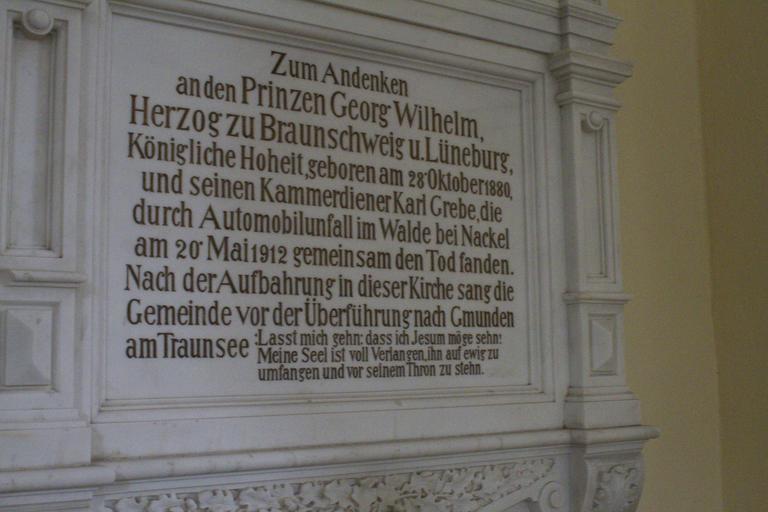 Zum Andenken
an den Prinzen Georg Wilhelm,
Herzog zu Braunschweig u. Lüneburg,
Königliche Hoheit, geboren am 28r Oktober 1880,
und seinen Kammerdiener Karl Grebe, die
durch Automobilunfall im Walde bei Nackel
am 20r Mai 1912 gemeinsam den Tod fanden.
Nach der Aufbahrung in dieser Kirche sang die
Gemeinde vor der Überführung nach Gmunden
am Traunsee :Lasst mich gehn: dass ich Jesum möge sehn:
Meine Seel ist voll Verlangen, ihn auf ewig zu
umfangen und vor seinem Thron zu stehn.